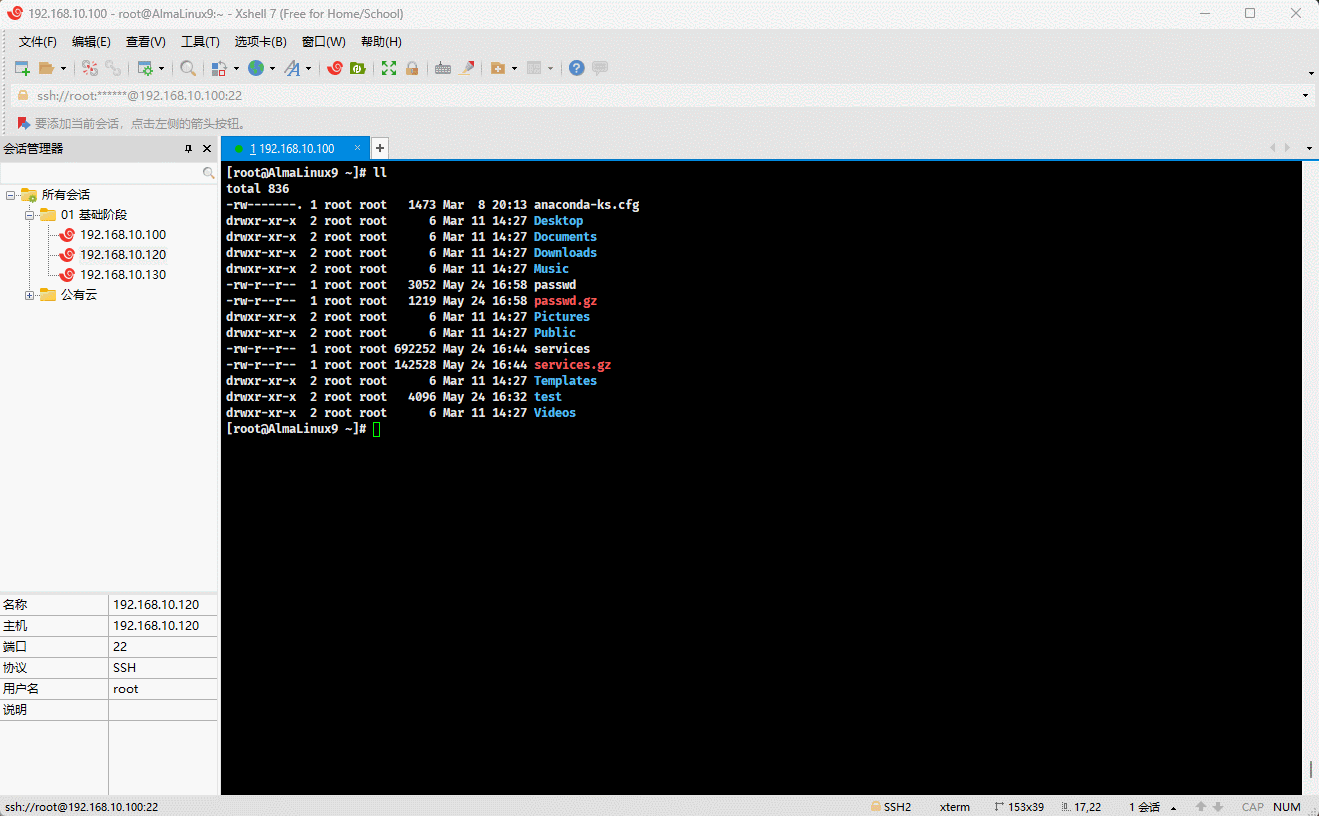 192.168.10.100 - root@AlmaLinux9:~ - Xshell 7 (Free for Home/School)
文件(F) 编辑(E) 查看(V) 工具(T) 选项卡(B) 窗口(W) 帮助(H)
ssh://root:******@192.168.10.100:22
要添加当前会话，点击左侧的箭头按钮。
会话管理器
所有会话
01 基础阶段
192.168.10.100
192.168.10.120
192.168.10.130
公有云
名称 192.168.10.120
主机 192.168.10.120
端口 22
协议 SSH
用户名 root
说明
1 192.168.10.100 × +
[root@AlmaLinux9 ~]# ll
total 836
-rw-------. 1 root root   1473 Mar  8 20:13 anaconda-ks.cfg
drwxr-xr-x  2 root root      6 Mar 11 14:27 Desktop
drwxr-xr-x  2 root root      6 Mar 11 14:27 Documents
drwxr-xr-x  2 root root      6 Mar 11 14:27 Downloads
drwxr-xr-x  2 root root      6 Mar 11 14:27 Music
-rw-r--r--  1 root root   3052 May 24 16:58 passwd
-rw-r--r--  1 root root   1219 May 24 16:58 passwd.gz
drwxr-xr-x  2 root root      6 Mar 11 14:27 Pictures
drwxr-xr-x  2 root root      6 Mar 11 14:27 Public
-rw-r--r--  1 root root 692252 May 24 16:44 services
-rw-r--r--  1 root root 142528 May 24 16:44 services.gz
drwxr-xr-x  2 root root      6 Mar 11 14:27 Templates
drwxr-xr-x  2 root root   4096 May 24 16:32 test
drwxr-xr-x  2 root root      6 Mar 11 14:27 Videos
[root@AlmaLinux9 ~]#
ssh://root@192.168.10.100:22 SSH2 xterm 153x39 17,22 1 会话 CAP NUM